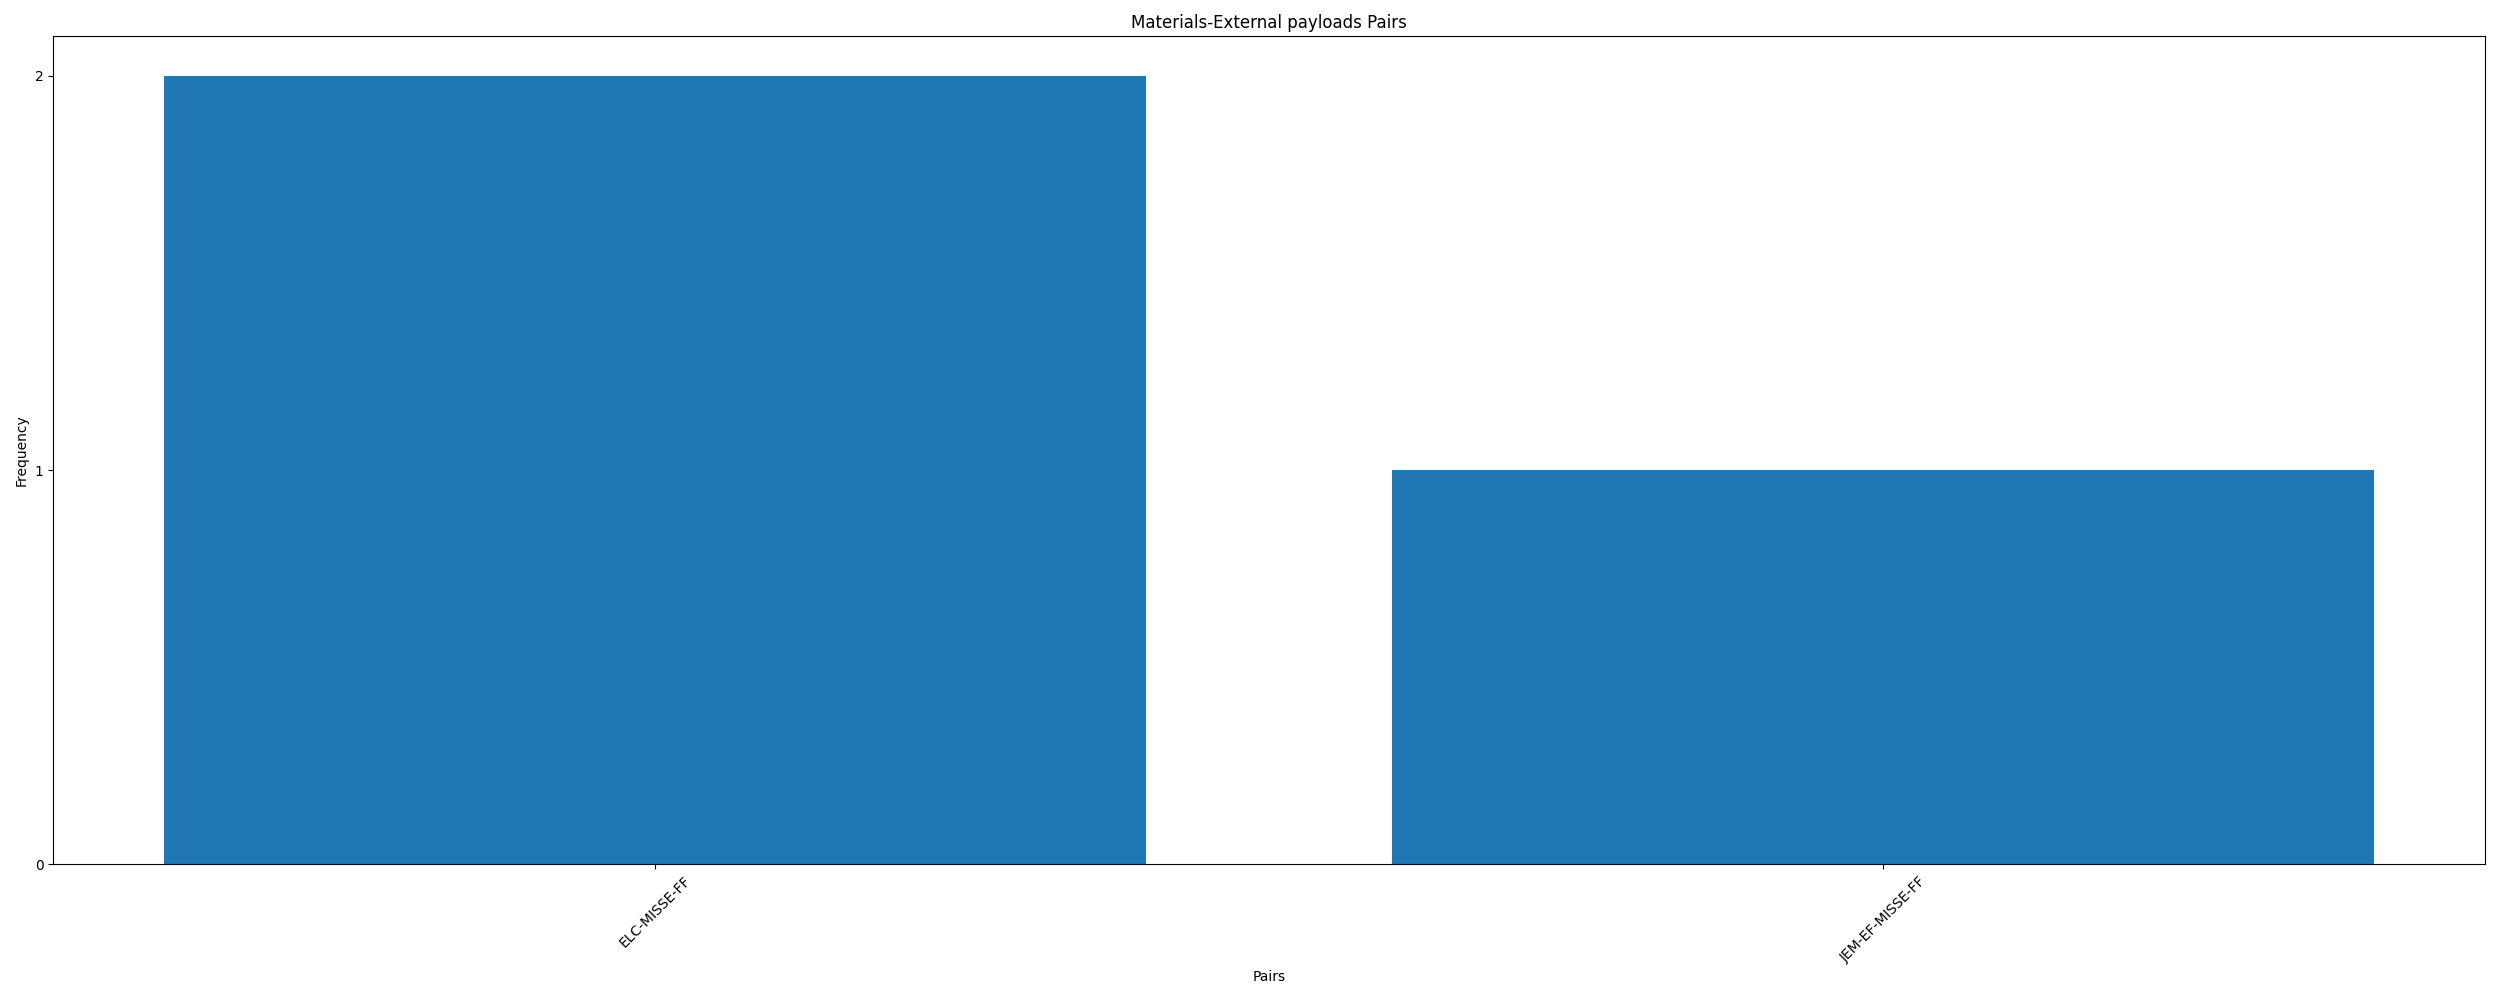 Materials-External payloads Pairs
Frequency
2
1
0
ELC-MISSE-FF
JEM-EF-MISSE-FF
Pairs